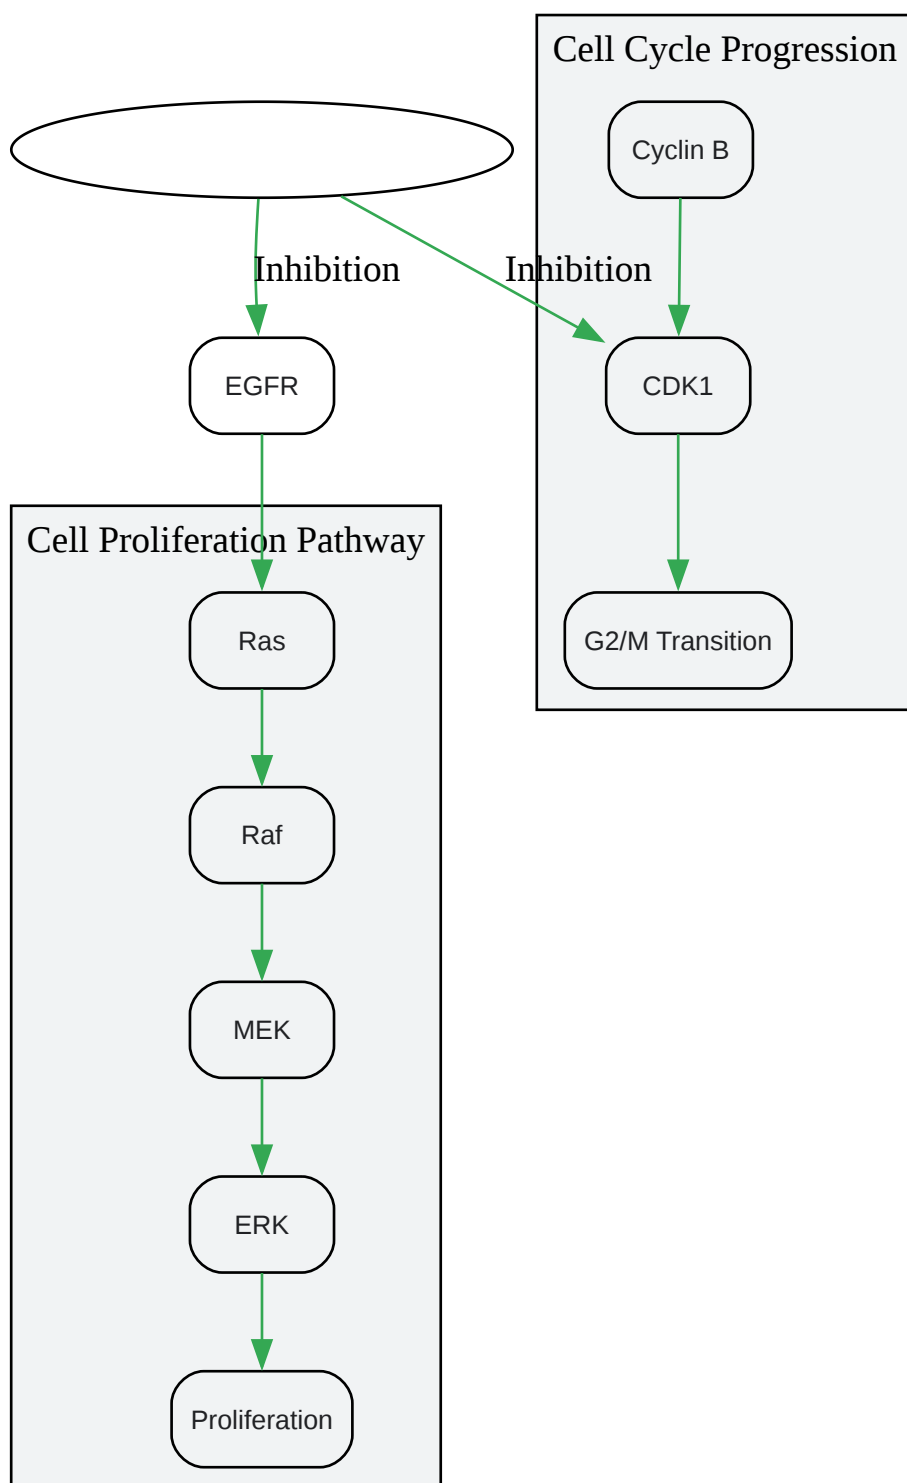 Cell Cycle Progression
Cyclin B
Inhibition
Inhibition
EGFR
CDK1
Cell Proliferation Pathway
Ras
G2/M Transition
Raf
MEK
ERK
Proliferation